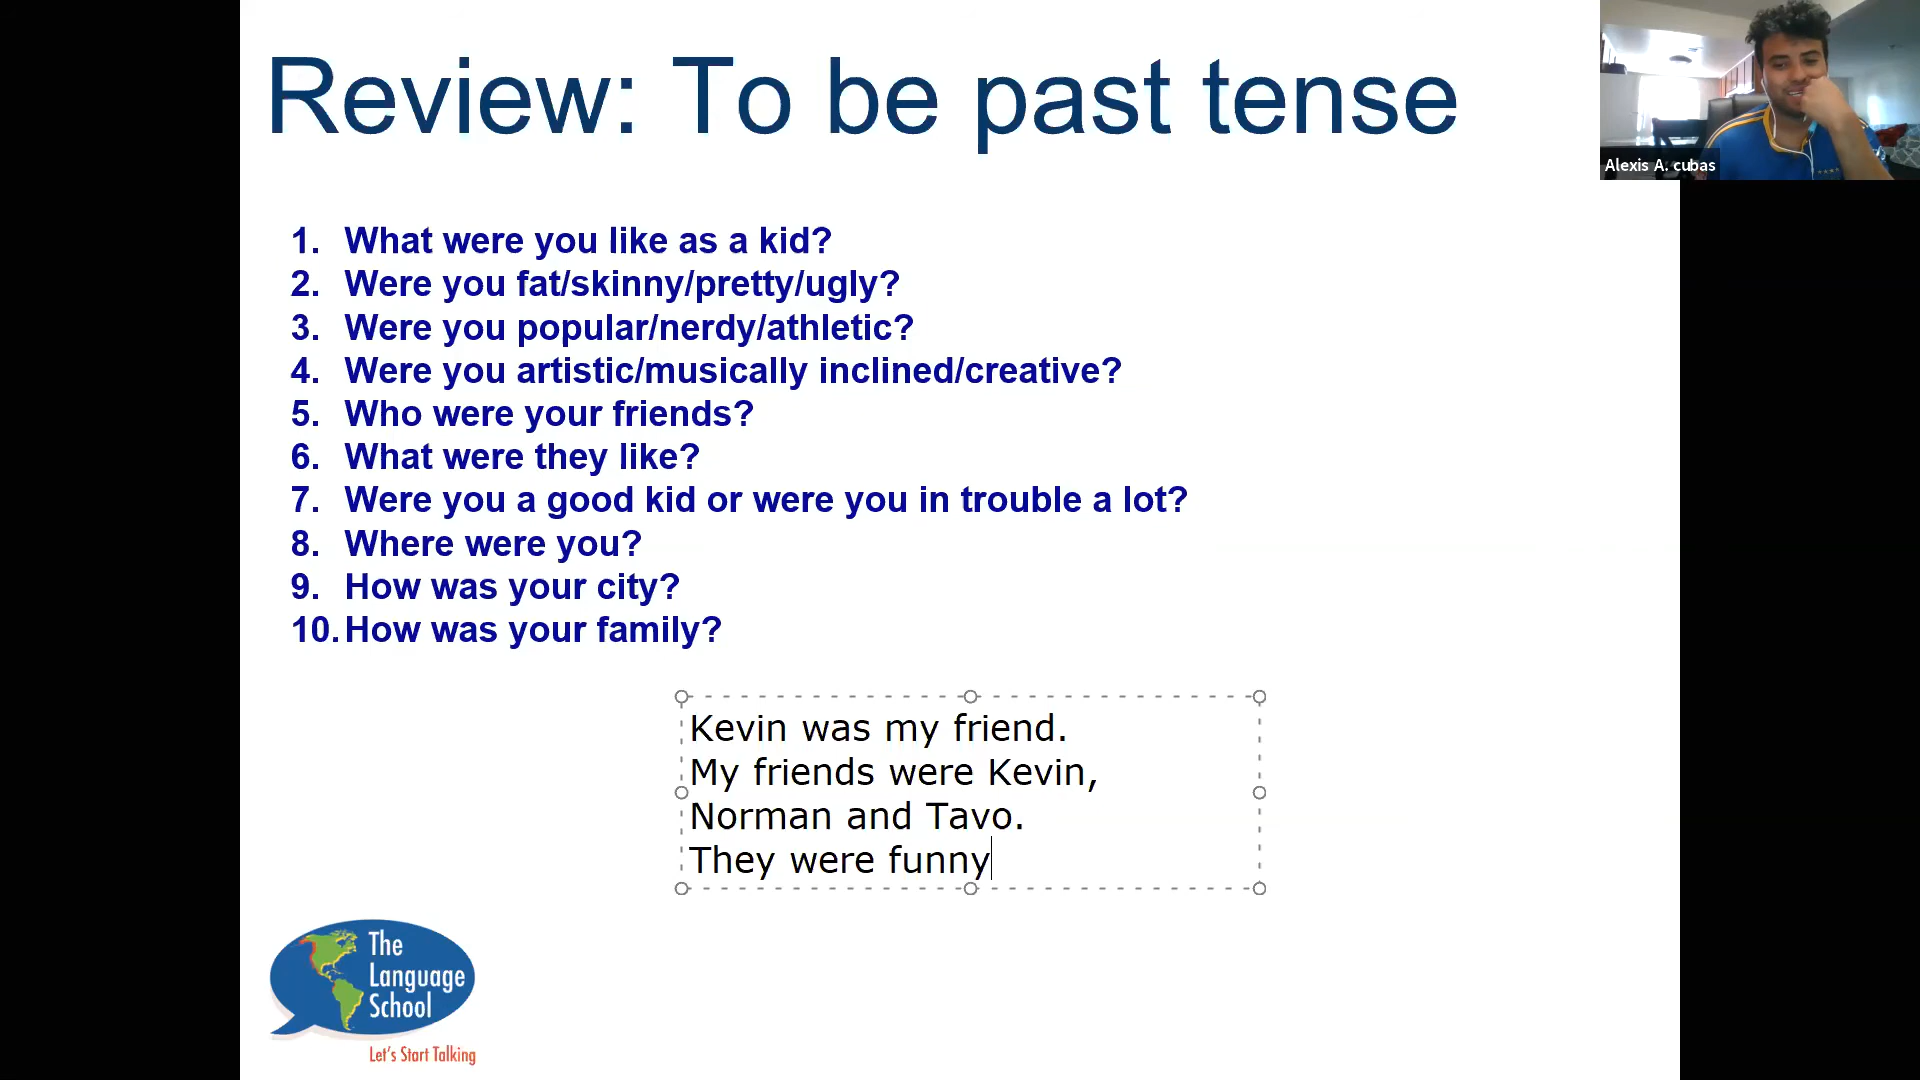 Review: To be past tense
Alexis A. cubas
1. What were you like as a kid?
2. Were you fat/skinny/pretty/ugly?
3. Were you popular/nerdy/athletic?
4. Were you artistic/musically inclined/creative?
5. Who were your friends?
6. What were they like?
7. Were you a good kid or were you in trouble a lot?
8. Where were you?
9. How was your city?
10. How was your family?
Kevin was my friend.
My friends were Kevin,
Norman and Tavo.
They were funny
The
Language
School
Let's Start Talking